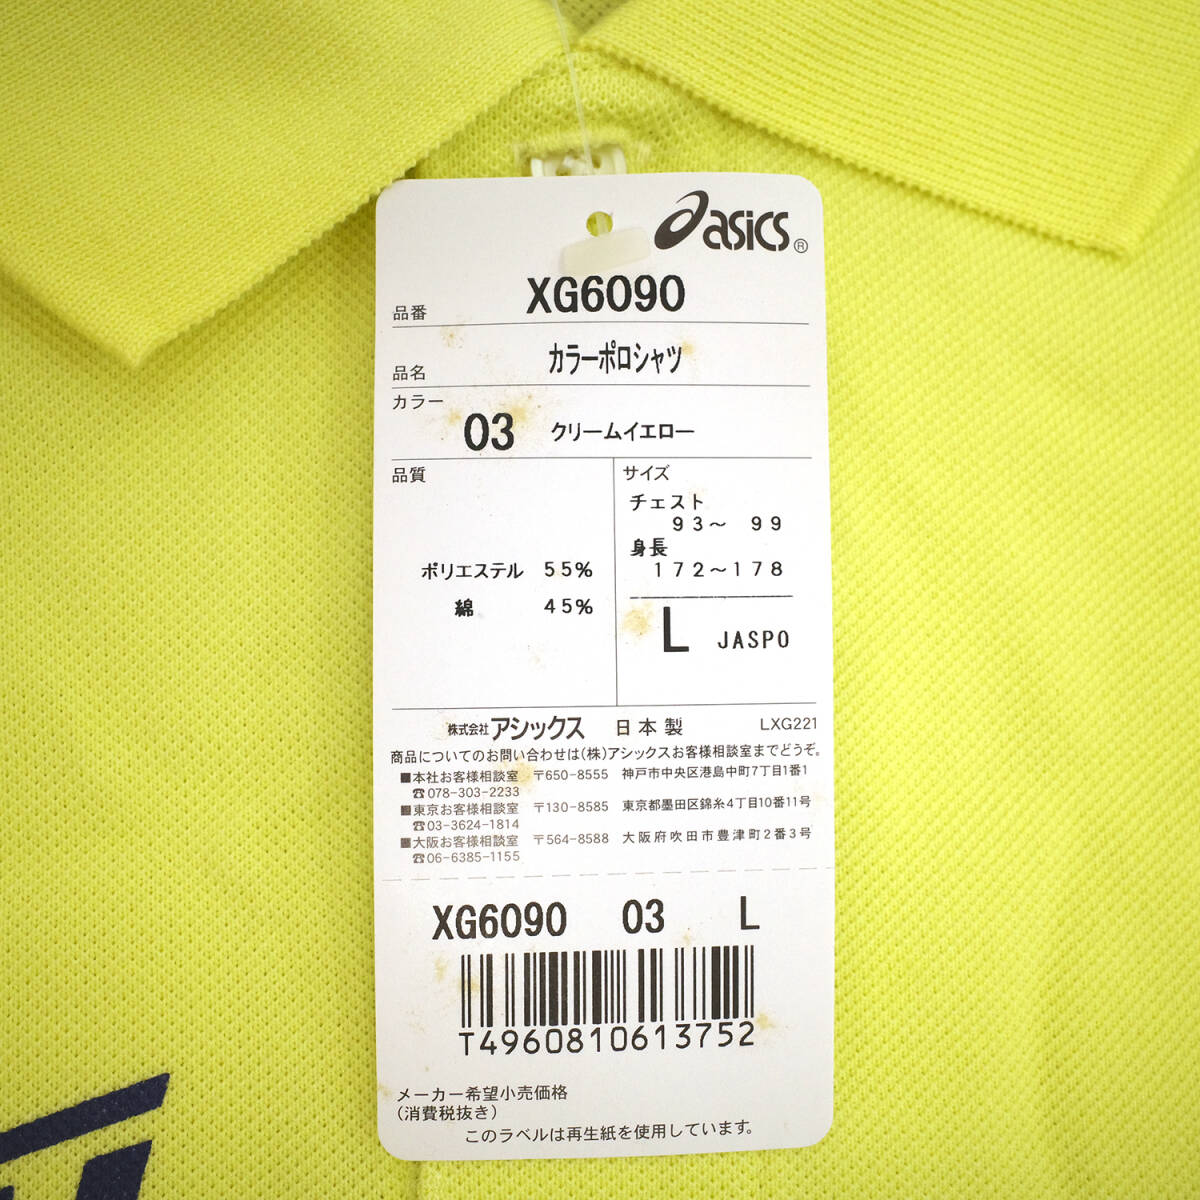 asics®
品番 XG6090
品名 カラーポロシャツ
カラー
03 クリームイエロー
品質
ポリエステル 55%
綿 45%
サイズ
チェスト
93～ 99
身長
172～178
L JASPO
株式会社アシックス 日本製 LXG221
商品についてのお問い合わせは(株)アシックスお客様相談室までどうぞ。
■本社お客様相談室 〒650-8555 神戸市中央区港島中町7丁目1番1
☎078-303-2233
■東京お客様相談室 〒130-8585 東京都墨田区錦糸4丁目10番11号
☎03-3624-1814
■大阪お客様相談室 〒564-8588 大阪府吹田市豊津町2番3号
☎06-6385-1155
XG6090 03 L
T4960810613752
メーカー希望小売価格
(消費税抜き)
このラベルは再生紙を使用しています。